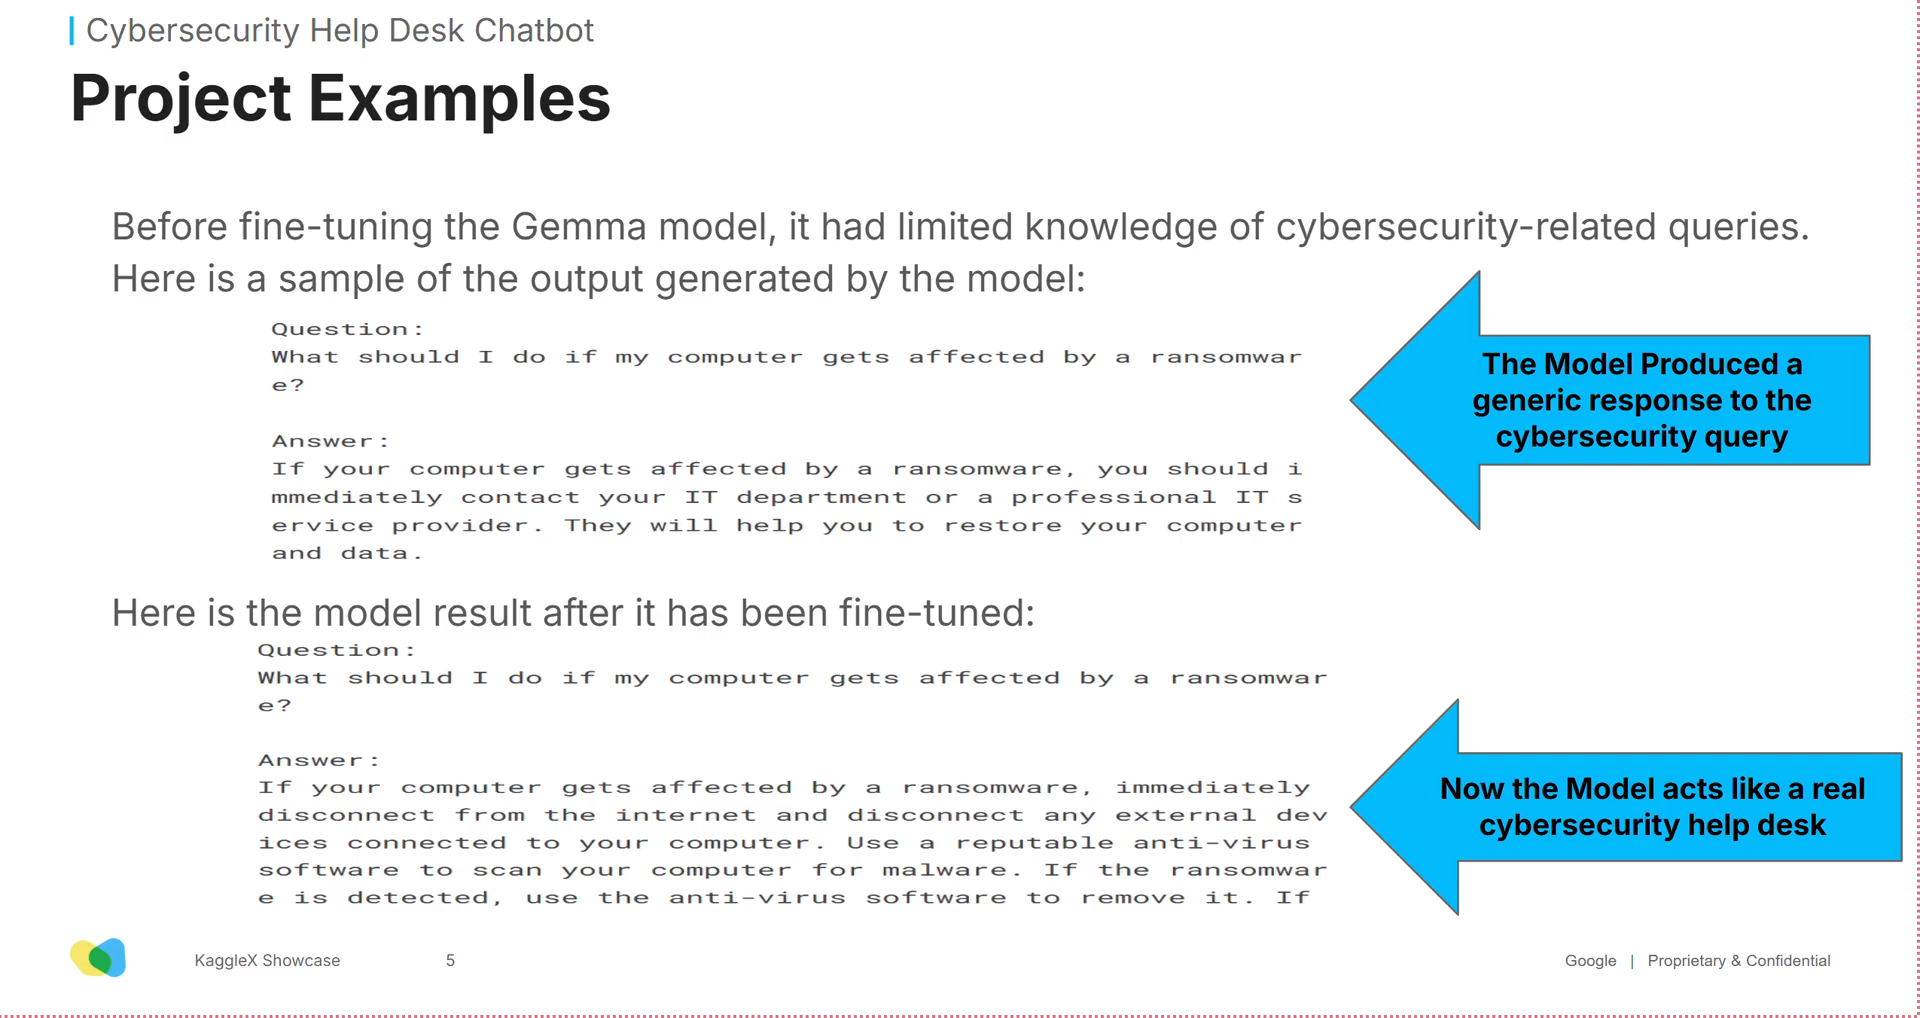 Cybersecurity Help Desk Chatbot
Project Examples
Before fine-tuning the Gemma model, it had limited knowledge of cybersecurity-related queries.
Here is a sample of the output generated by the model:
Question:
What should I do if my computer gets affected by a ransomwar
e?
Answer:
If your computer gets affected by a ransomware, you should i
mmediately contact your IT department or a professional IT s
ervice provider. They will help you to restore your computer
and data.
The Model Produced a
generic response to the
cybersecurity query
Here is the model result after it has been fine-tuned:
Question:
What should I do if my computer gets affected by a ransomwar
e?
Answer:
If your computer gets affected by a ransomware, immediately
disconnect from the internet and disconnect any external dev
ices connected to your computer. Use a reputable anti-virus
software to scan your computer for malware. If the ransomwar
e is detected, use the anti-virus software to remove it. If
Now the Model acts like a real
cybersecurity help desk
KaggleX Showcase 5 Google | Proprietary & Confidential